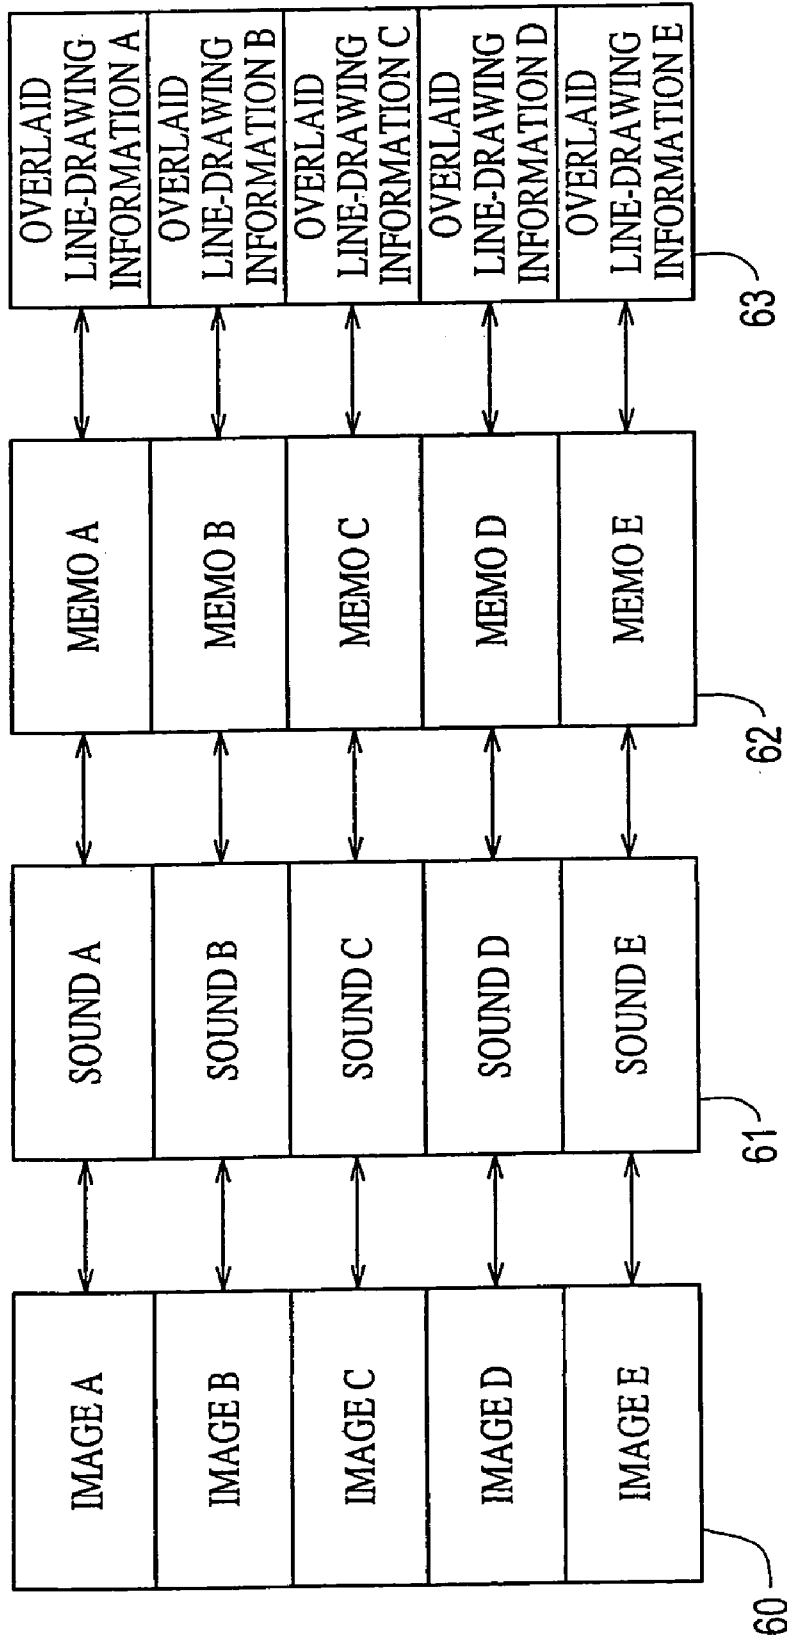 IMAGE A
IMAGE B
IMAGE C
IMAGE D
IMAGE E
60
SOUND A
SOUND B
SOUND C
SOUND D
SOUND E
61
MEMO A
MEMO B
MEMO C
MEMO D
MEMO E
62
OVERLAID
LINE-DRAWING
INFORMATION A
OVERLAID
LINE-DRAWING
INFORMATION B
OVERLAID
LINE-DRAWING
INFORMATION C
OVERLAID
LINE-DRAWING
INFORMATION D
OVERLAID
LINE-DRAWING
INFORMATION E
63